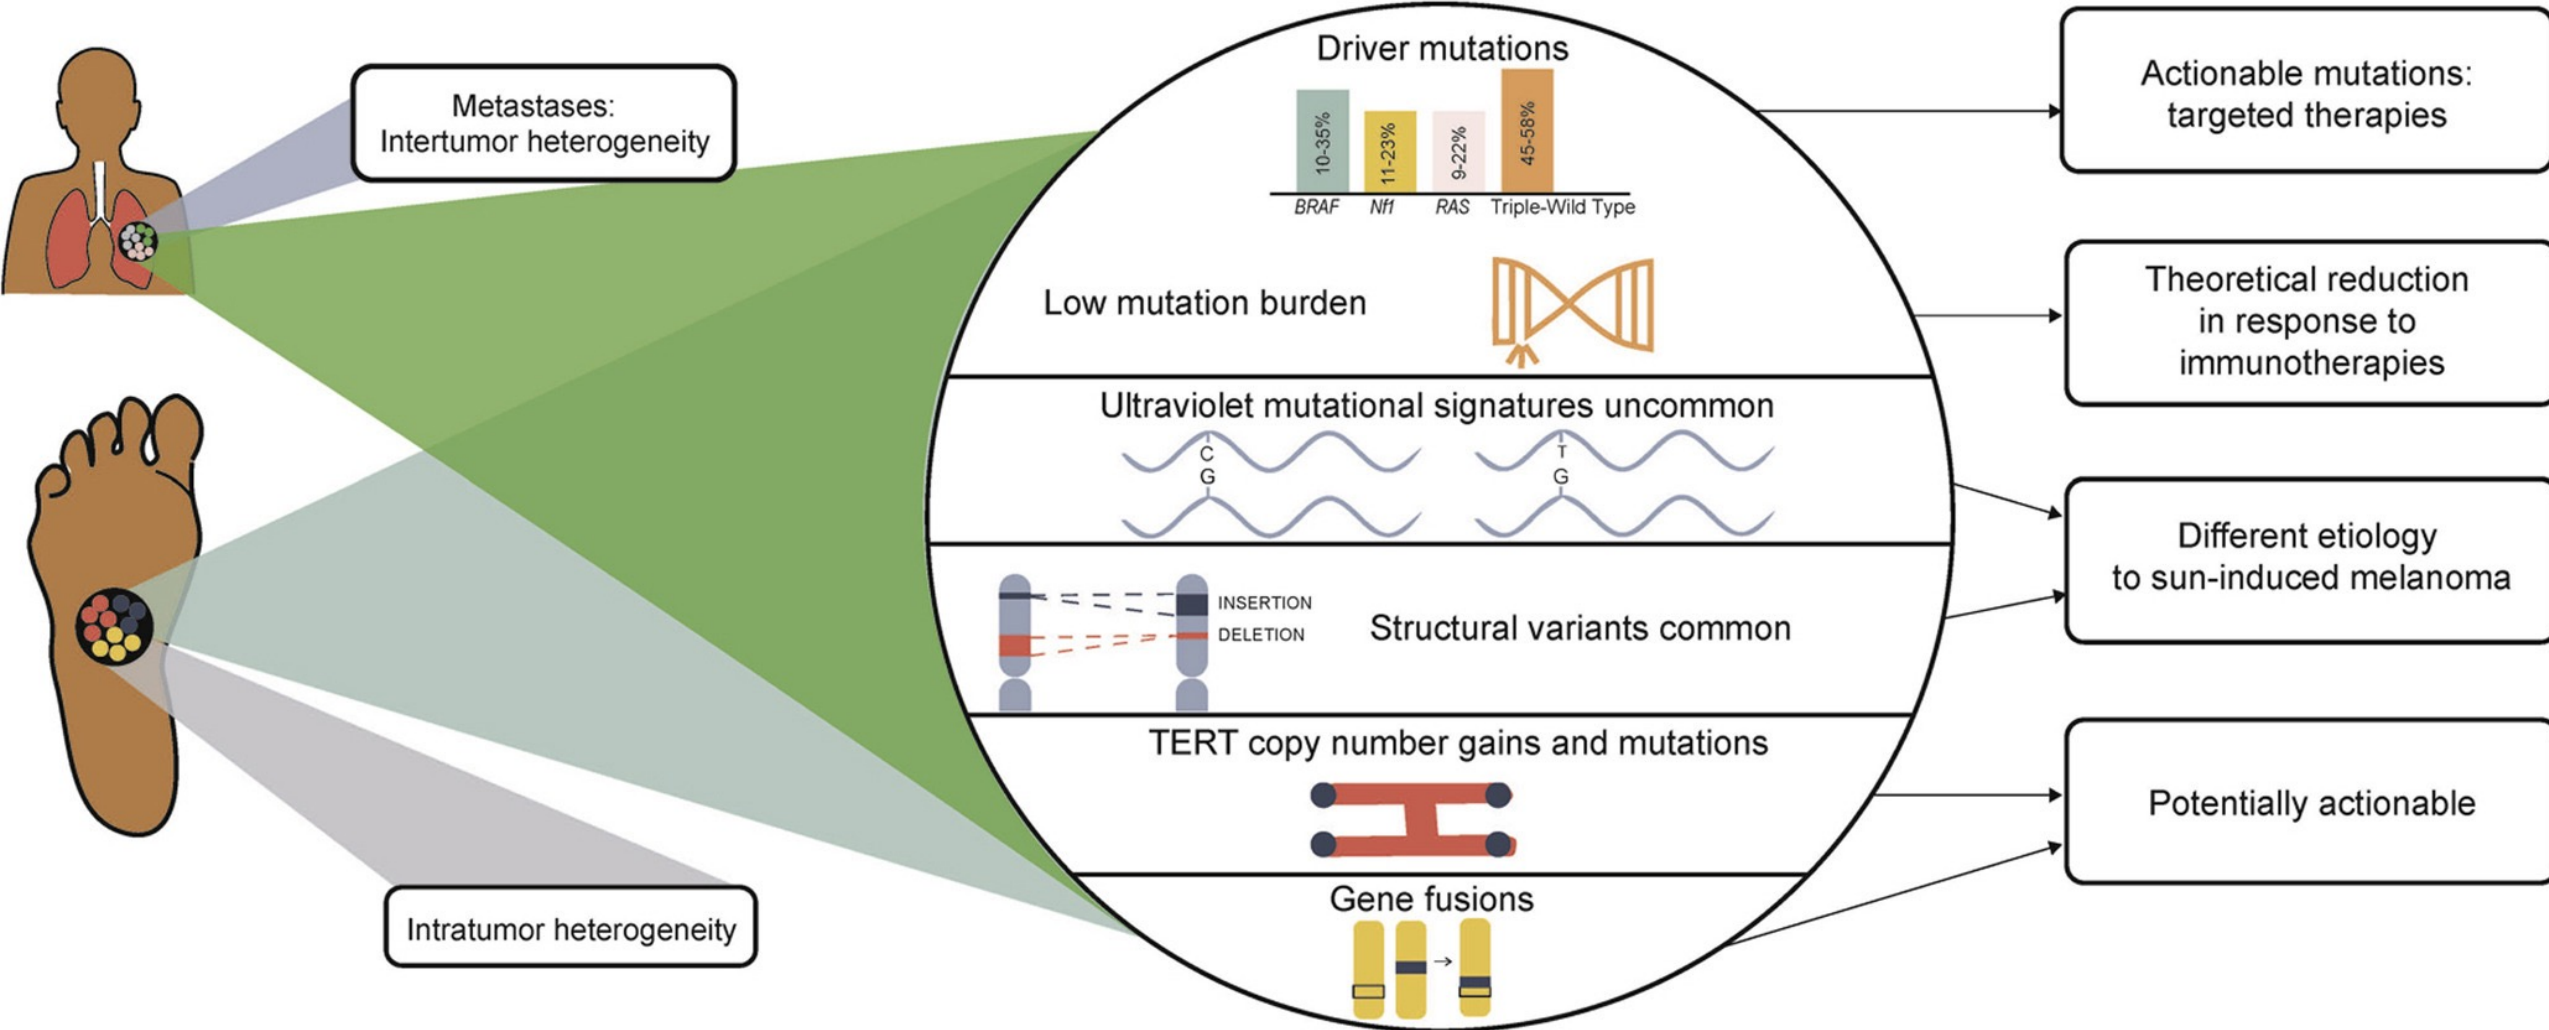 Metastases:
Intertumor heterogeneity
Intratumor heterogeneity
Driver mutations
10-35%
11-23%
9-22%
45-58%
BRAF
Nf1
RAS
Triple-Wild Type
Low mutation burden
Ultraviolet mutational signatures uncommon
C
G
T
G
INSERTION
DELETION
Structural variants common
TERT copy number gains and mutations
Gene fusions
Actionable mutations:
targeted therapies
Theoretical reduction
in response to
immunotherapies
Different etiology
to sun-induced melanoma
Potentially actionable